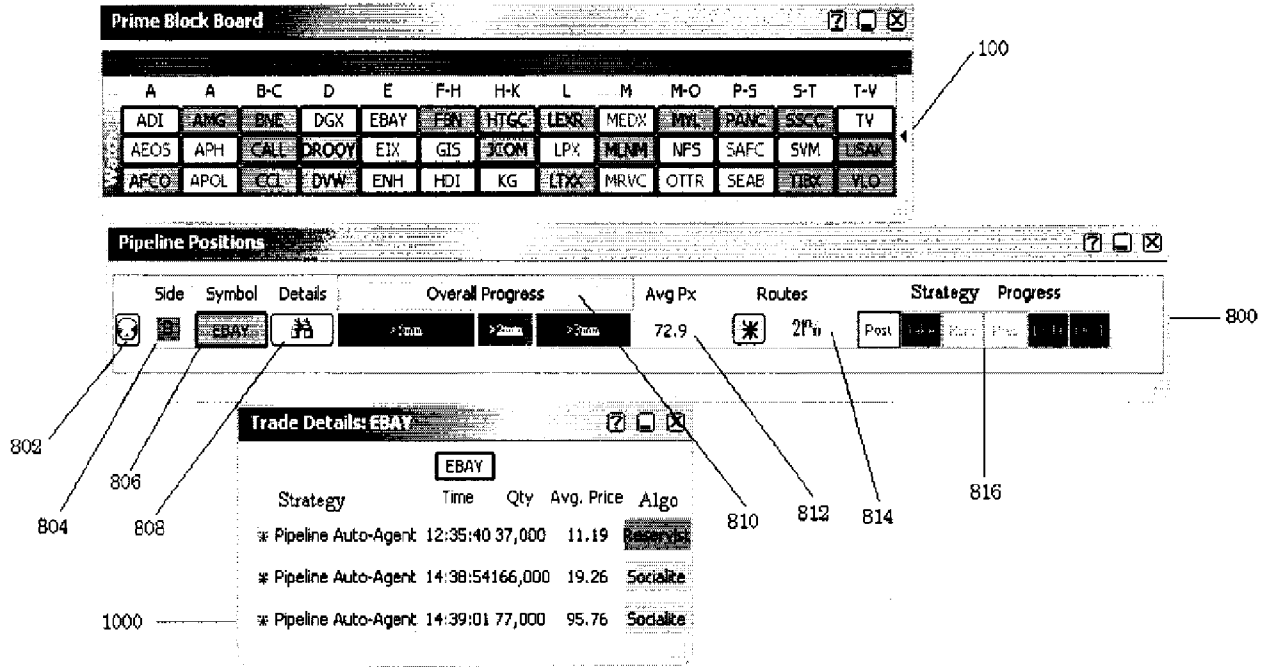 Prime Block Board
100
A A B-C D E F-H H-K L M M-O P-S S-T T-V
ADI AMG BNE DGX EBAY FBN HTGC LEXR MEDX MYL PANC SSCC TV
AEOS APH CALL DROOY EIX GIS JCOM LPX MLNM NFS SAFC SVM USAK
AFCO APOL CCL DVW ENH HDI KG LTXX MRVC OTTR SEAB TIBX VLO
Pipeline Positions
Side Symbol Details Overall Progress Avg Px Routes Strategy Progress
EBAY >2mm 72.9 Post
800
802
804
806
808
810
812
814
816
Trade Details: EBAY
EBAY
Strategy Time Qty Avg. Price Algo
Pipeline Auto-Agent 12:35:40 37,000 11.19 Reservist
Pipeline Auto-Agent 14:38:54 166,000 19.26 Socialite
Pipeline Auto-Agent 14:39:01 77,000 95.76 Socialite
1000